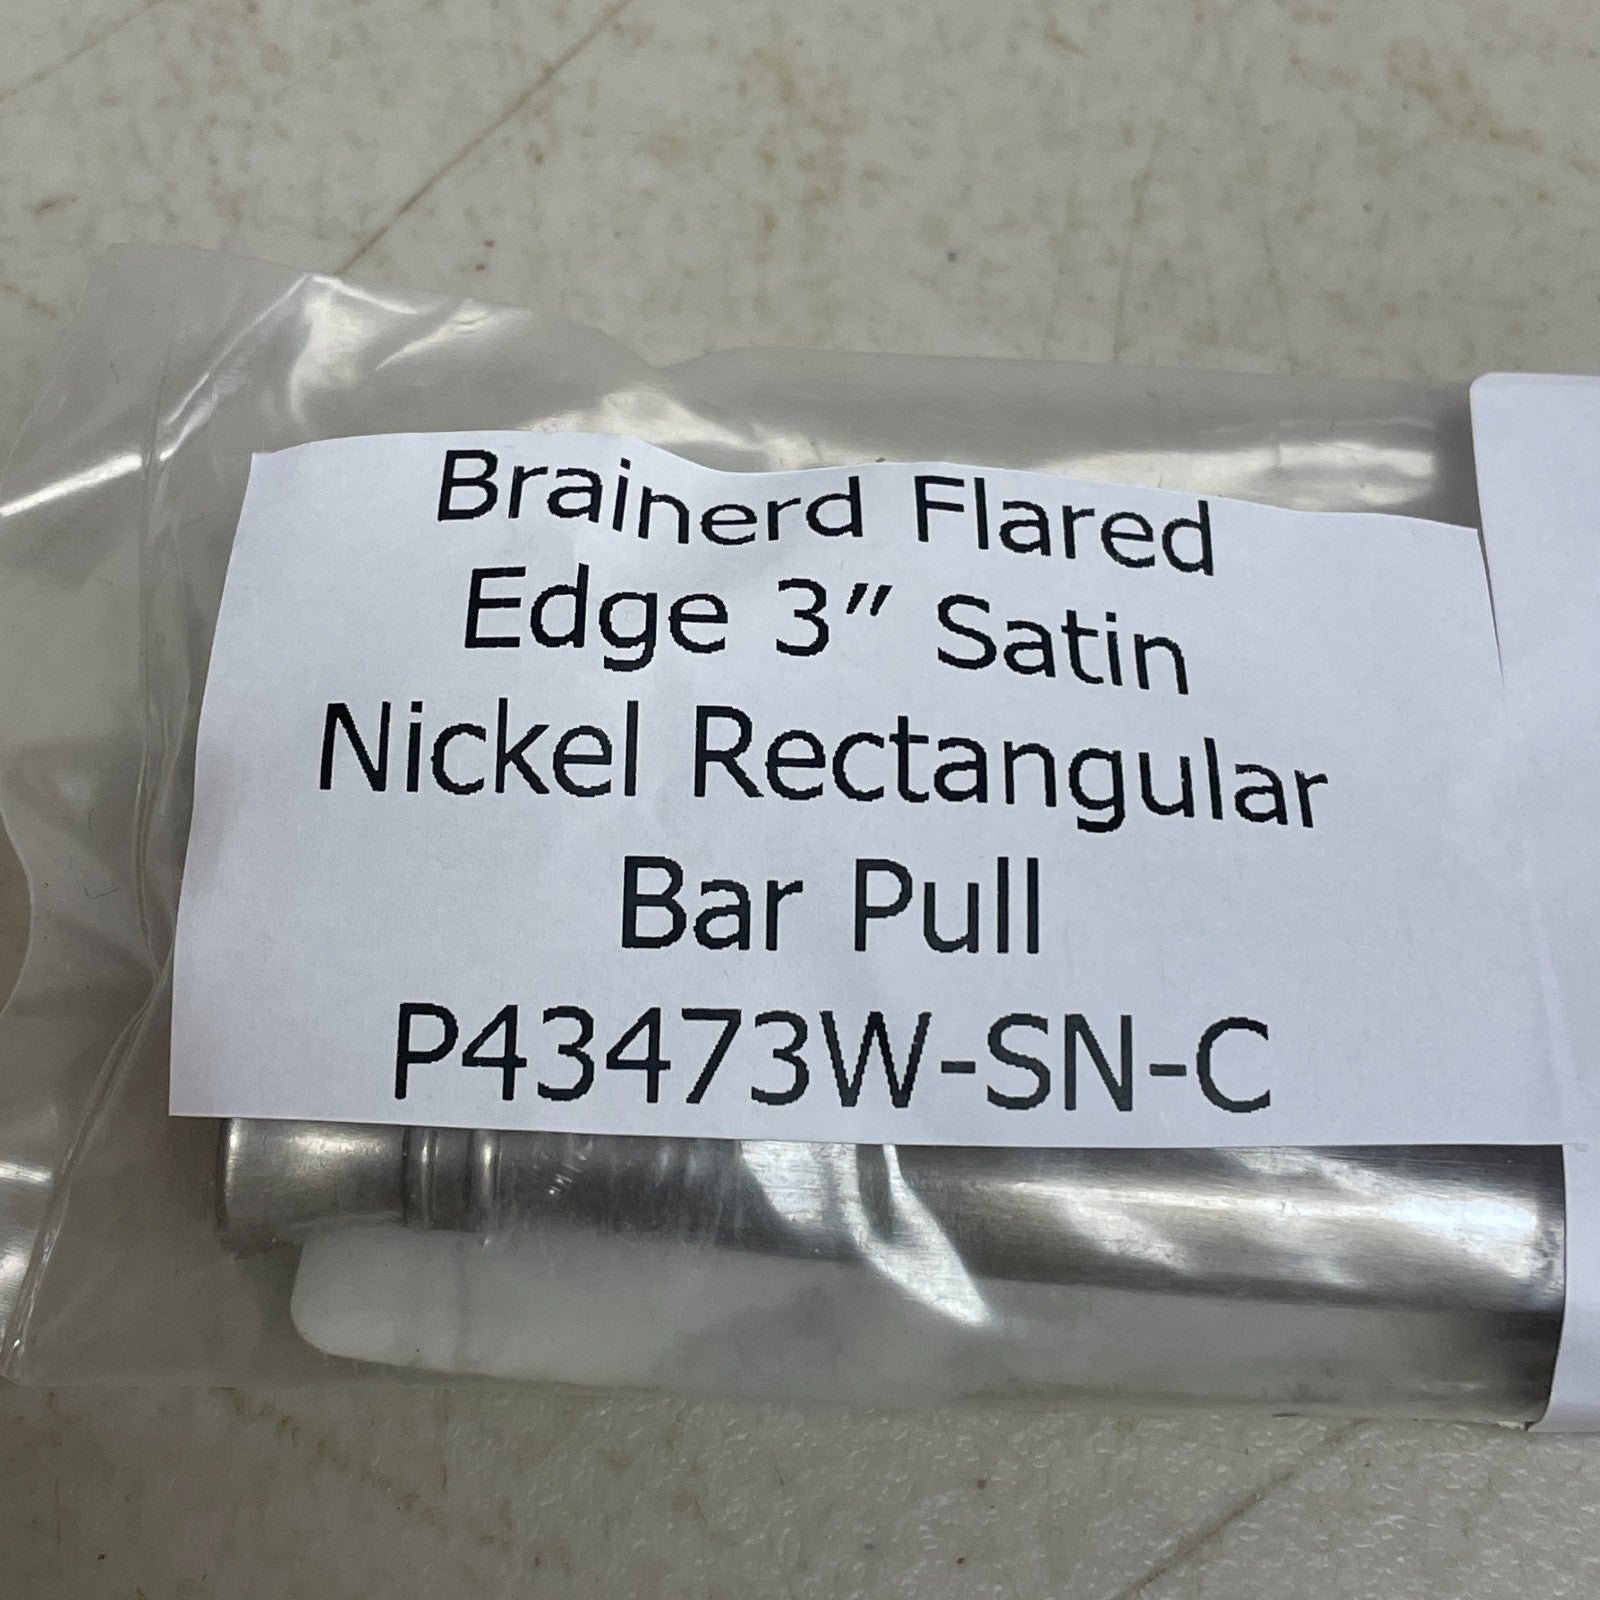 Brainerd Flared
Edge 3" Satin
Nickel Rectangular
Bar Pull
P43473W-SN-C